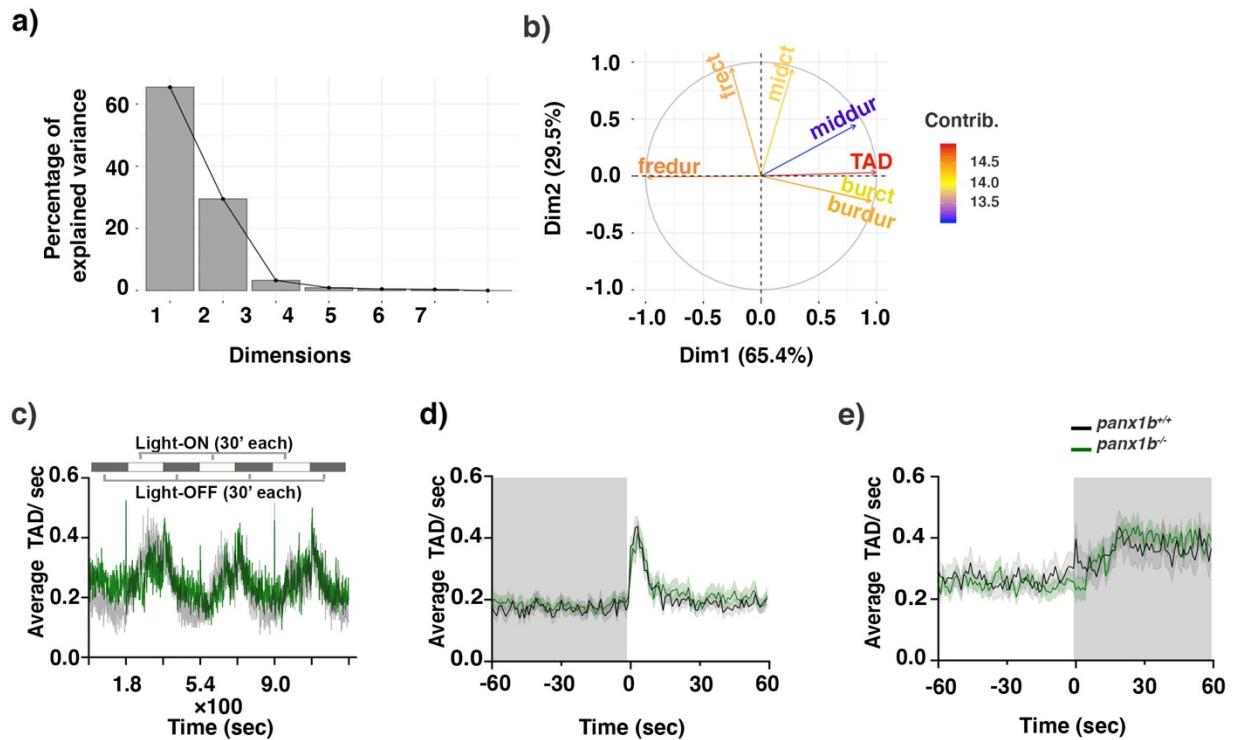 a)
Percentage of
explained variance
60
40
20
0
1 2 3 4 5 6 7
Dimensions
b)
Dim2 (29.5%)
1.0
0.5
0.0
-0.5
-1.0
frect
midct
middur
TAD
fredur
burct
burdur
-1.0 -0.5 0.0 0.5 1.0
Dim1 (65.4%)
Contrib.
14.5
14.0
13.5
c)
Light-ON (30' each)
Light-OFF (30' each)
Average TAD/ sec
0.6
0.4
0.2
0.0
1.8 5.4 9.0
×100
Time (sec)
d)
Average TAD/ sec
0.6
0.4
0.2
0.0
-60 -30 0 30 60
Time (sec)
e)
panx1b+/+
panx1b-/-
Average TAD/ sec
0.6
0.4
0.2
0.0
-60 -30 0 30 60
Time (sec)